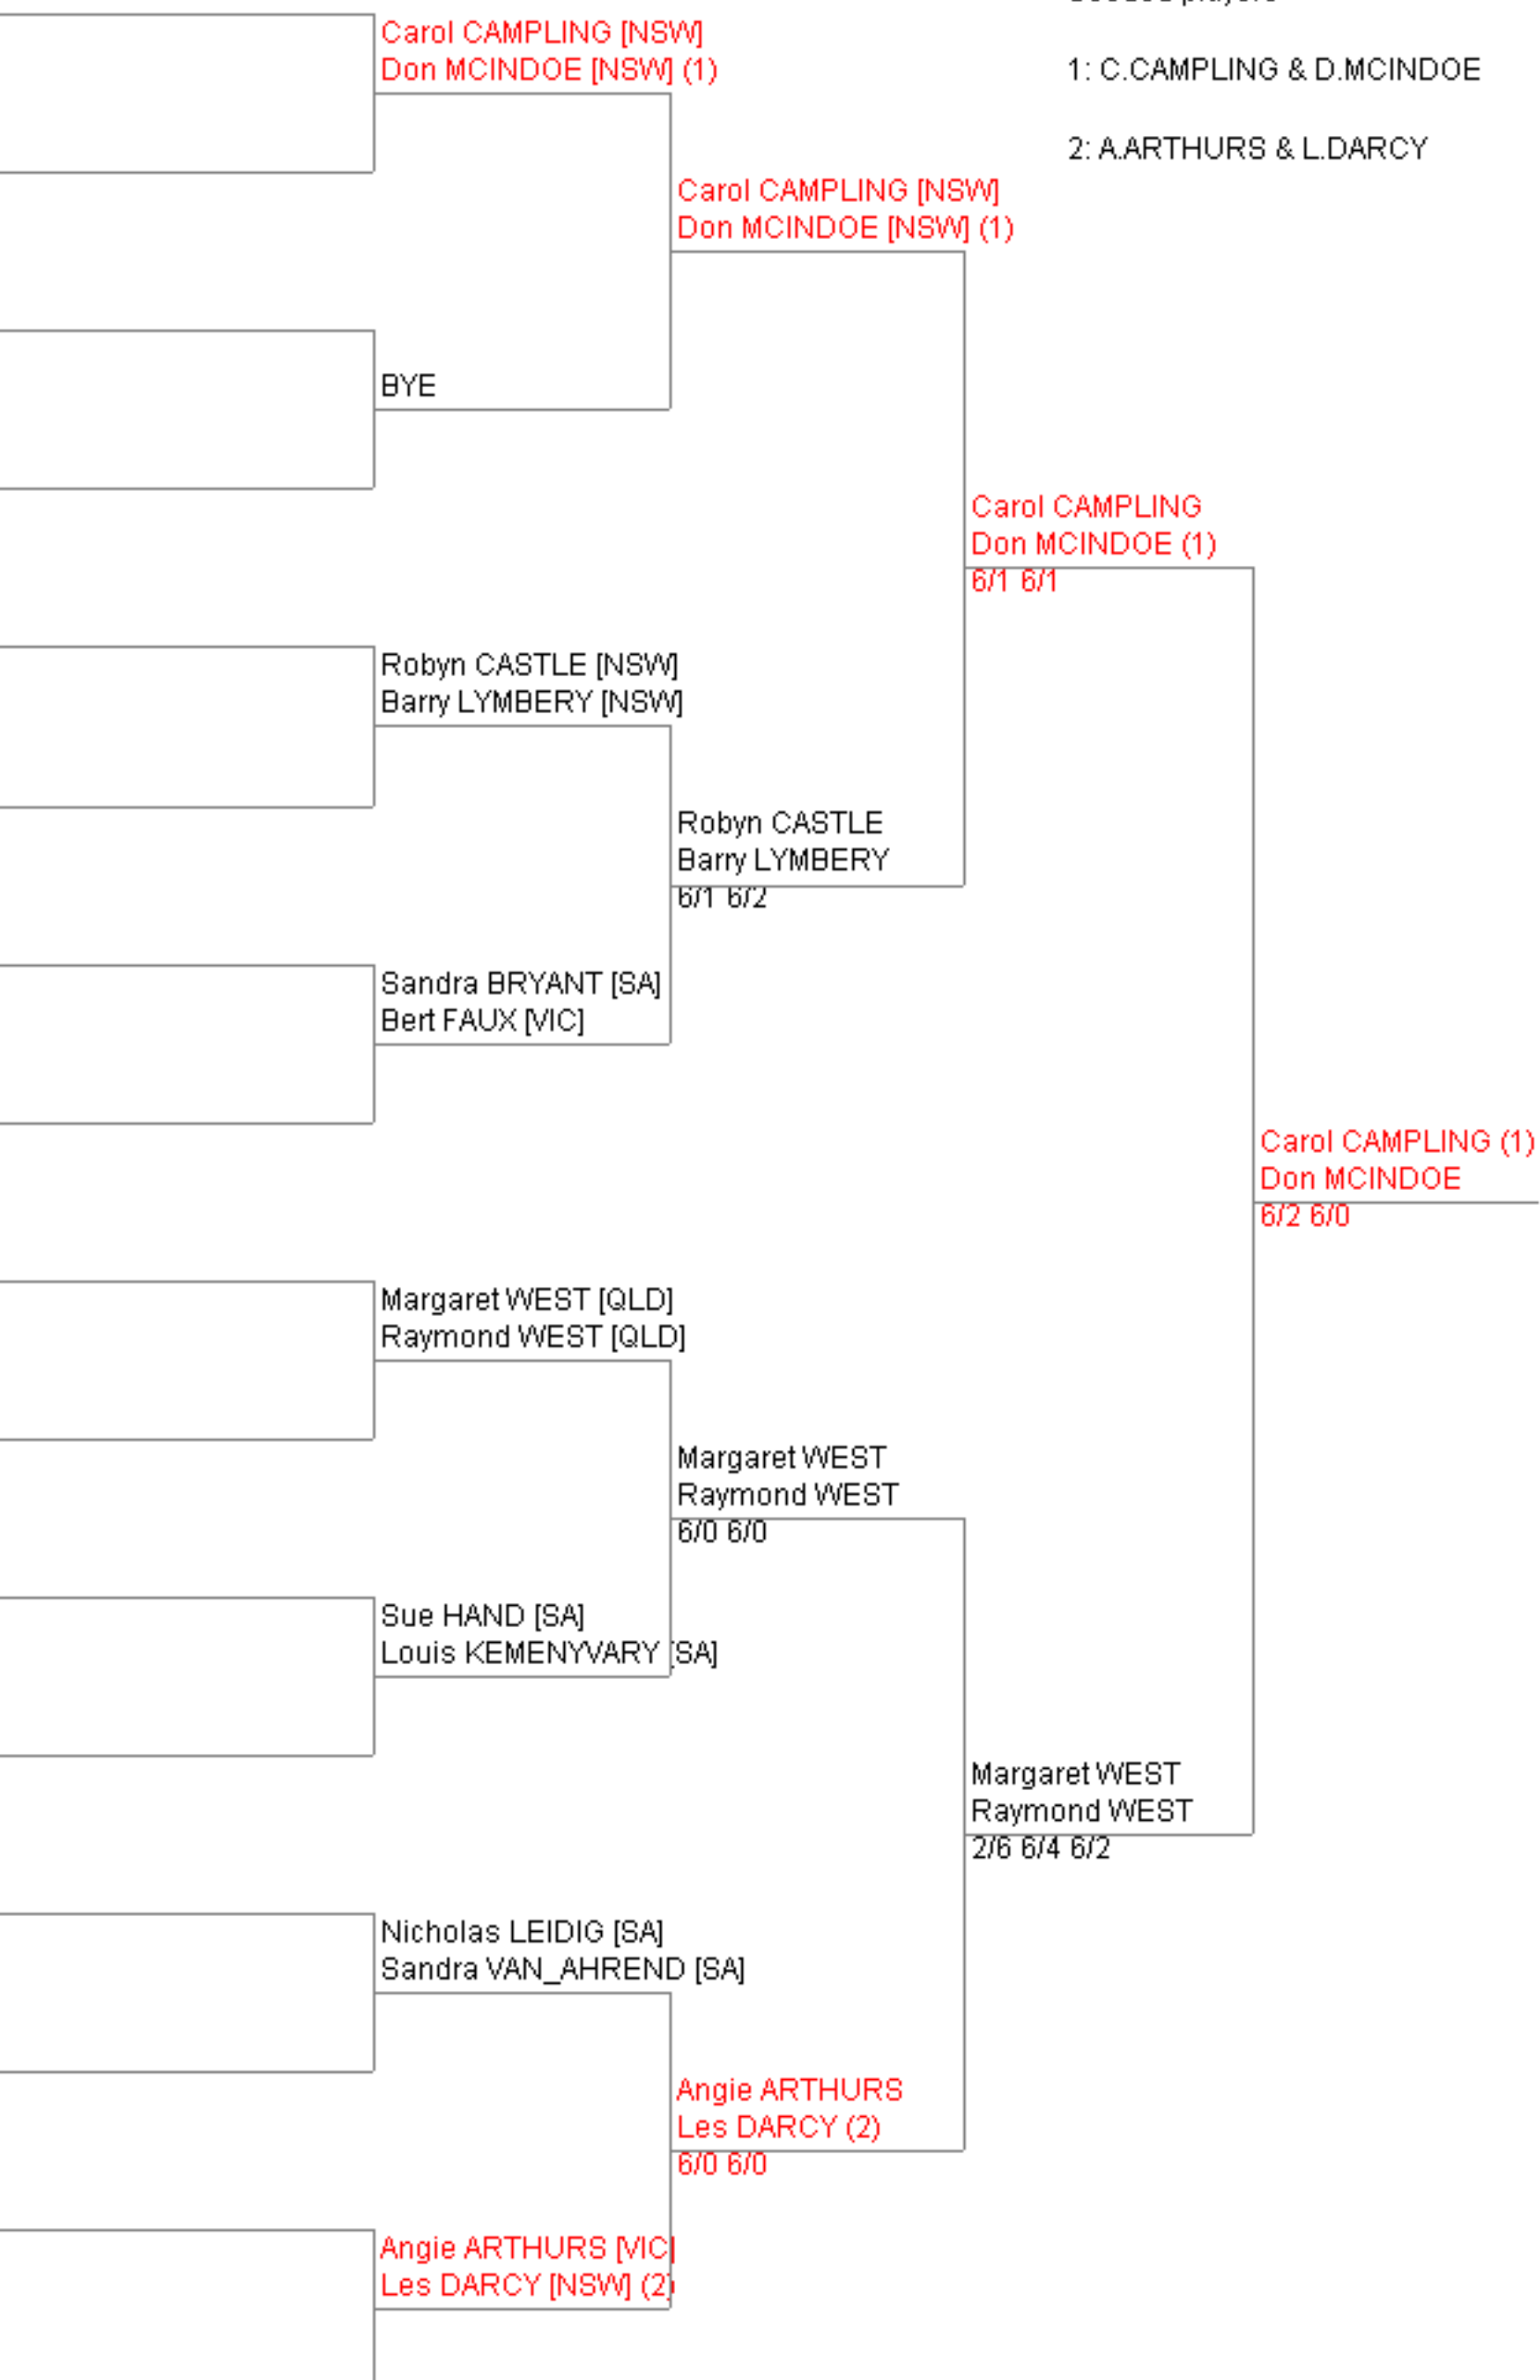 Seeded players
Carol CAMPLING [NSW]
Don MCINDOE [NSW] (1)
1: C.CAMPLING & D.MCINDOE
2: A.ARTHURS & L.DARCY
Carol CAMPLING [NSW]
Don MCINDOE [NSW] (1)
BYE
Carol CAMPLING
Don MCINDOE (1)
6/1 6/1
Robyn CASTLE [NSW]
Barry LYMBERY [NSW]
Robyn CASTLE
Barry LYMBERY
6/1 6/2
Sandra BRYANT [SA]
Bert FAUX [VIC]
Carol CAMPLING (1)
Don MCINDOE
6/2 6/0
Margaret WEST [QLD]
Raymond WEST [QLD]
Margaret WEST
Raymond WEST
6/0 6/0
Sue HAND [SA]
Louis KEMENYVARY [SA]
Margaret WEST
Raymond WEST
2/6 6/4 6/2
Nicholas LEIDIG [SA]
Sandra VAN_AHREND [SA]
Angie ARTHURS
Les DARCY (2)
6/0 6/0
Angie ARTHURS [VIC]
Les DARCY [NSW] (2)